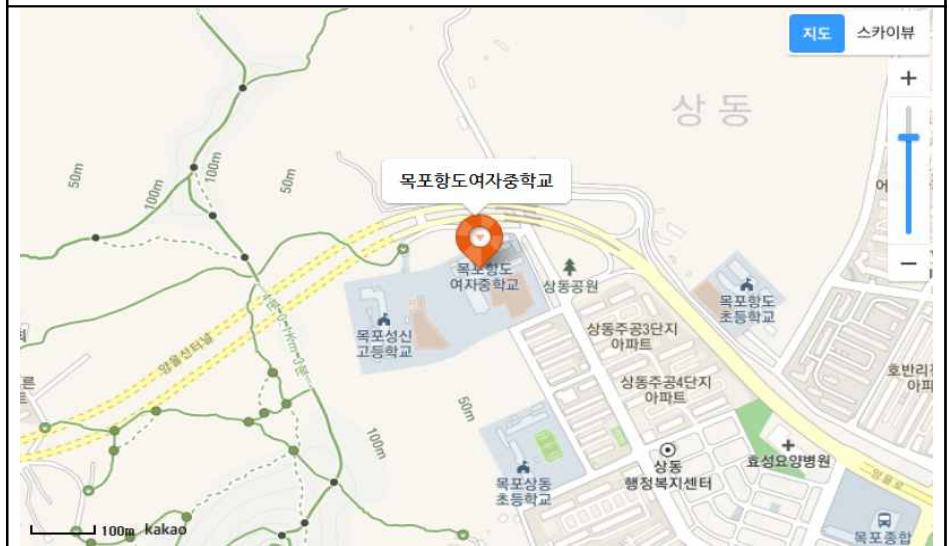 지도 스카이뷰
+
상동
50m
100m
100m
50m
목포항도여자중학교
목포항도
여자중학교
상동공원
목포항도
초등학교
목포성신
고등학교
상동주공3단지
아파트
양을산터널
상동주공4단지
아파트
50m
100m
상동
행정복지센터
효성요양병원
목포상동
초등학교
양을로
목포종합
100m kakao